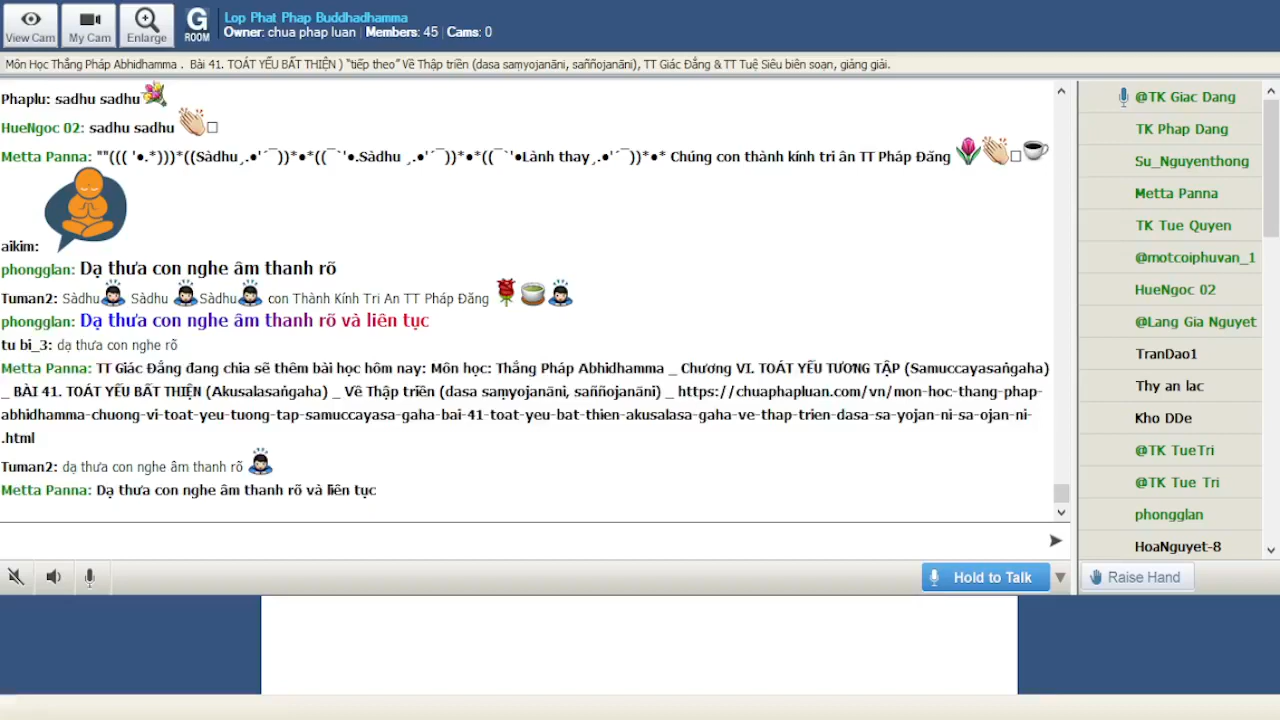 View Cam
My Cam
Enlarge
G
ROOM
Lop Phat Phap Buddhadhamma
Owner: chua phap luan | Members: 45 | Cams: 0
Môn Học Thắng Pháp Abhidhamma . Bài 41. TOÁT YẾU BẤT THIỆN ) "tiếp theo" Về Thập triền (dasa saṃyojanāni, saññojanāni), TT Giác Đẳng & TT Tuệ Siêu biên soạn, giảng giải.
Phaplu: sadhu sadhu
HueNgoc 02: sadhu sadhu
Metta Panna: ""((( '•.*)))*((Sàdhu¸.•'´¯))*•*((¯`'•.Sàdhu ¸.•'´¯))*•*((¯`'•Lành thay¸.•'´¯))*•* Chúng con thành kính tri ân TT Pháp Đăng
aikim:
phongglan: Dạ thưa con nghe âm thanh rõ
Tuman2: Sàdhu Sàdhu Sàdhu con Thành Kính Tri An TT Pháp Đăng
phongglan: Dạ thưa con nghe âm thanh rõ và liên tục
tu bi_3: dạ thưa con nghe rõ
Metta Panna: TT Giác Đẳng đang chia sẽ thêm bài học hôm nay: Môn học: Thắng Pháp Abhidhamma _ Chương VI. TOÁT YẾU TƯƠNG TẬP (Samuccayasaṅgaha)
_ BÀI 41. TOÁT YẾU BẤT THIỆN (Akusalasaṅgaha) _ Về Thập triền (dasa saṃyojanāni, saññojanāni) _ https://chuaphapluan.com/vn/mon-hoc-thang-phap-
abhidhamma-chuong-vi-toat-yeu-tuong-tap-samuccayasa-gaha-bai-41-toat-yeu-bat-thien-akusalasa-gaha-ve-thap-trien-dasa-sa-yojan-ni-sa-ojan-ni-
.html
Tuman2: dạ thưa con nghe âm thanh rõ
Metta Panna: Dạ thưa con nghe âm thanh rõ và liên tục
@TK Giac Dang
TK Phap Dang
Su_Nguyenthong
Metta Panna
TK Tue Quyen
@motcoiphuvan_1
HueNgoc 02
@Lang Gia Nguyet
TranDao1
Thy an lac
Kho DDe
@TK TueTri
@TK Tue Tri
phongglan
HoaNguyet-8
Hold to Talk
Raise Hand